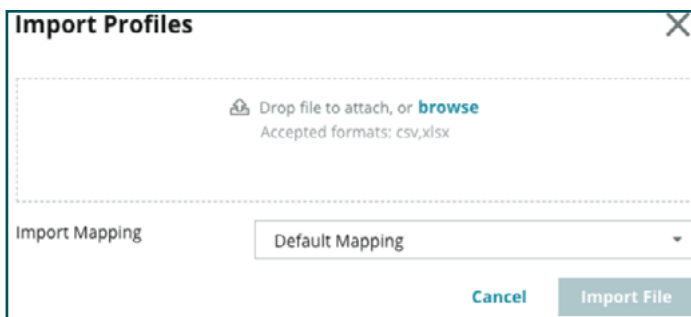 Import Profiles
Drop file to attach, or browse
Accepted formats: csv,xlsx
Import Mapping
Default Mapping
Cancel
Import File